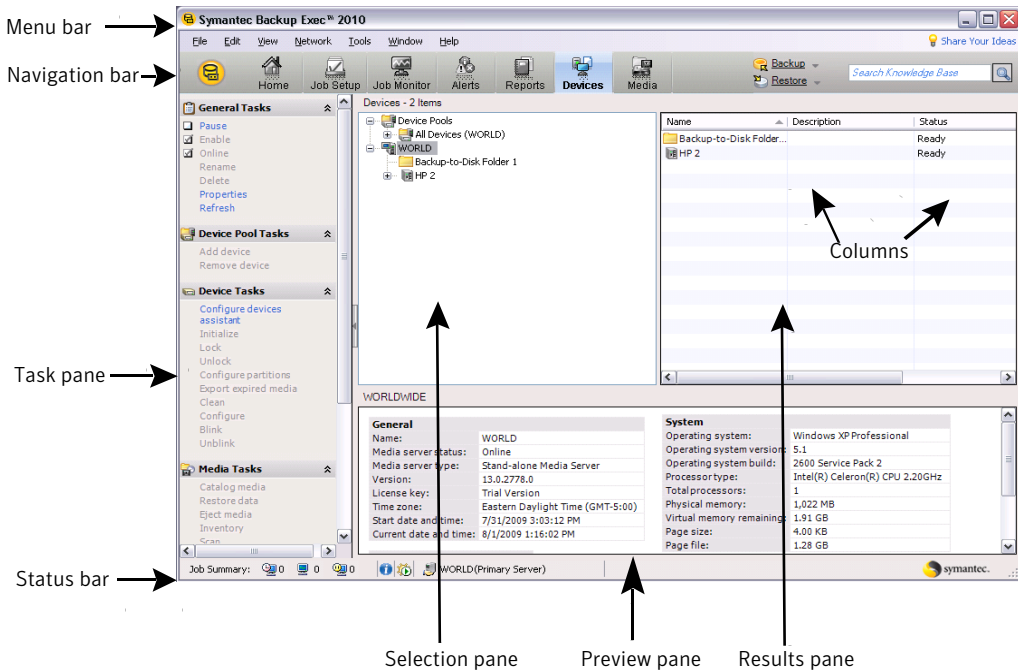 Symantec Backup Exec™ 2010
Menu bar
File Edit View Network Tools Window Help
Share Your Ideas
Navigation bar
Home Job Setup Job Monitor Alerts Reports Devices Media
Backup
Restore
Search Knowledge Base
General Tasks
Pause
Enable
Online
Rename
Delete
Properties
Refresh
Device Pool Tasks
Add device
Remove device
Device Tasks
Configure devices
assistant
Initialize
Lock
Unlock
Task pane
Configure partitions
Export expired media
Clean
Configure
Blink
Unblink
Media Tasks
Catalog media
Restore data
Eject media
Inventory
Scan
Devices - 2 Items
Device Pools
All Devices (WORLD)
WORLD
Backup-to-Disk Folder 1
HP 2
Name Description Status
Backup-to-Disk Folder... Ready
HP 2 Ready
Columns
WORLDWIDE
General
Name: WORLD
Media server status: Online
Media server type: Stand-alone Media Server
Version: 13.0.2778.0
License key: Trial Version
Time zone: Eastern Daylight Time (GMT-5:00)
Start date and time: 7/31/2009 3:03:12 PM
Current date and time: 8/1/2009 1:16:02 PM
System
Operating system: Windows XP Professional
Operating system version: 5.1
Operating system build: 2600 Service Pack 2
Processor type: Intel(R) Celeron(R) CPU 2.20GHz
Total processors: 1
Physical memory: 1,022 MB
Virtual memory remaining: 1.91 GB
Page size: 4.00 KB
Page file: 1.28 GB
Status bar
Job Summary: 0 0 0 WORLD (Primary Server)
symantec.
Selection pane Preview pane Results pane